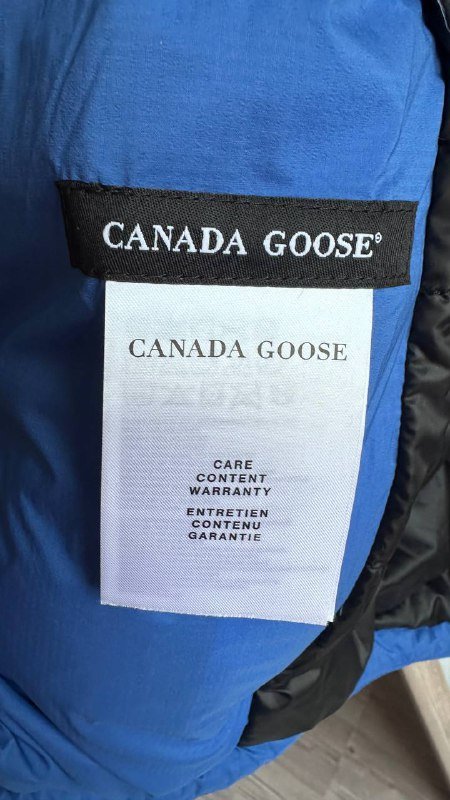 CANADA GOOSE®
CANADA GOOSE
CARE
CONTENT
WARRANTY
ENTRETIEN
CONTENU
GARANTIE